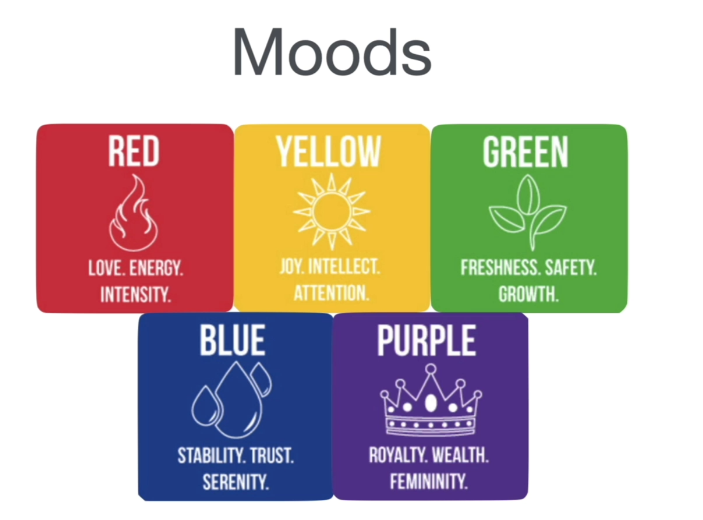 Moods
RED
LOVE. ENERGY.
INTENSITY.
YELLOW
JOY. INTELLECT.
ATTENTION.
GREEN
FRESHNESS. SAFETY.
GROWTH.
BLUE
STABILITY. TRUST.
SERENITY.
PURPLE
ROYALTY. WEALTH.
FEMININITY.